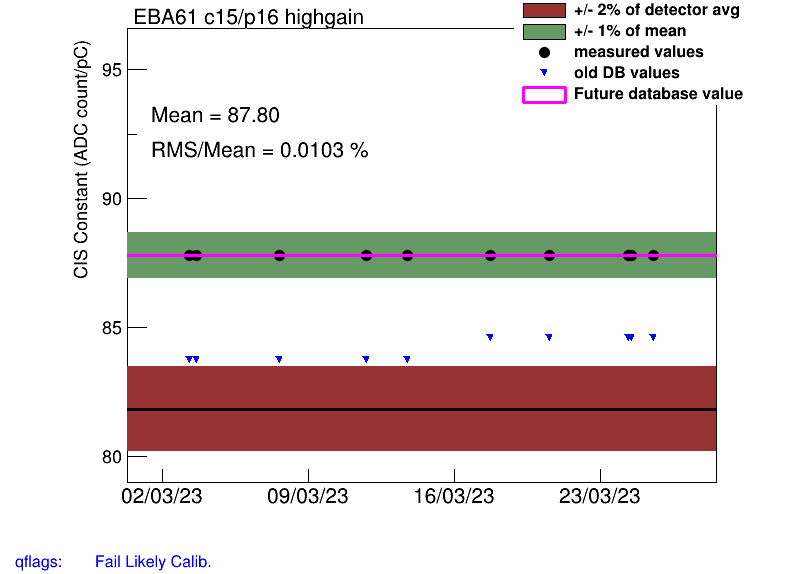 EBA61 c15/p16 highgain
+/- 2% of detector avg
+/- 1% of mean
measured values
old DB values
Future database value
CIS Constant (ADC count/pC)
95
90
85
80
Mean = 87.80
RMS/Mean = 0.0103 %
02/03/23 09/03/23 16/03/23 23/03/23
qflags: Fail Likely Calib.